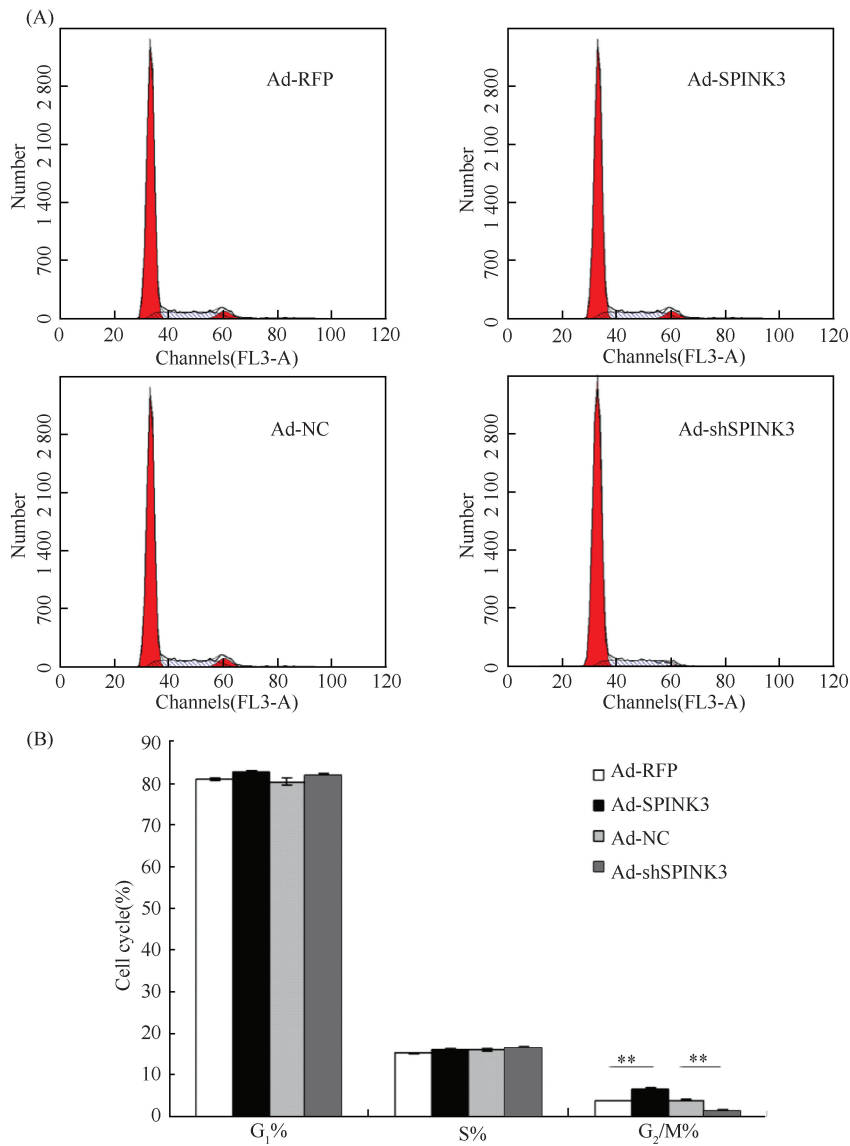 (A)
Ad-RFP
Number
2 800
2 100
1 400
700
0
0 20 40 60 80 100 120
Channels(FL3-A)
Ad-SPINK3
Number
2 800
2 100
1 400
700
0
0 20 40 60 80 100 120
Channels(FL3-A)
Ad-NC
Number
2 800
2 100
1 400
700
0
0 20 40 60 80 100 120
Channels(FL3-A)
Ad-shSPINK3
Number
2 800
2 100
1 400
700
0
0 20 40 60 80 100 120
Channels(FL3-A)
(B)
Cell cycle(%)
90
80
70
60
50
40
30
20
10
0
Ad-RFP
Ad-SPINK3
Ad-NC
Ad-shSPINK3
** **
G₁% S% G₂/M%